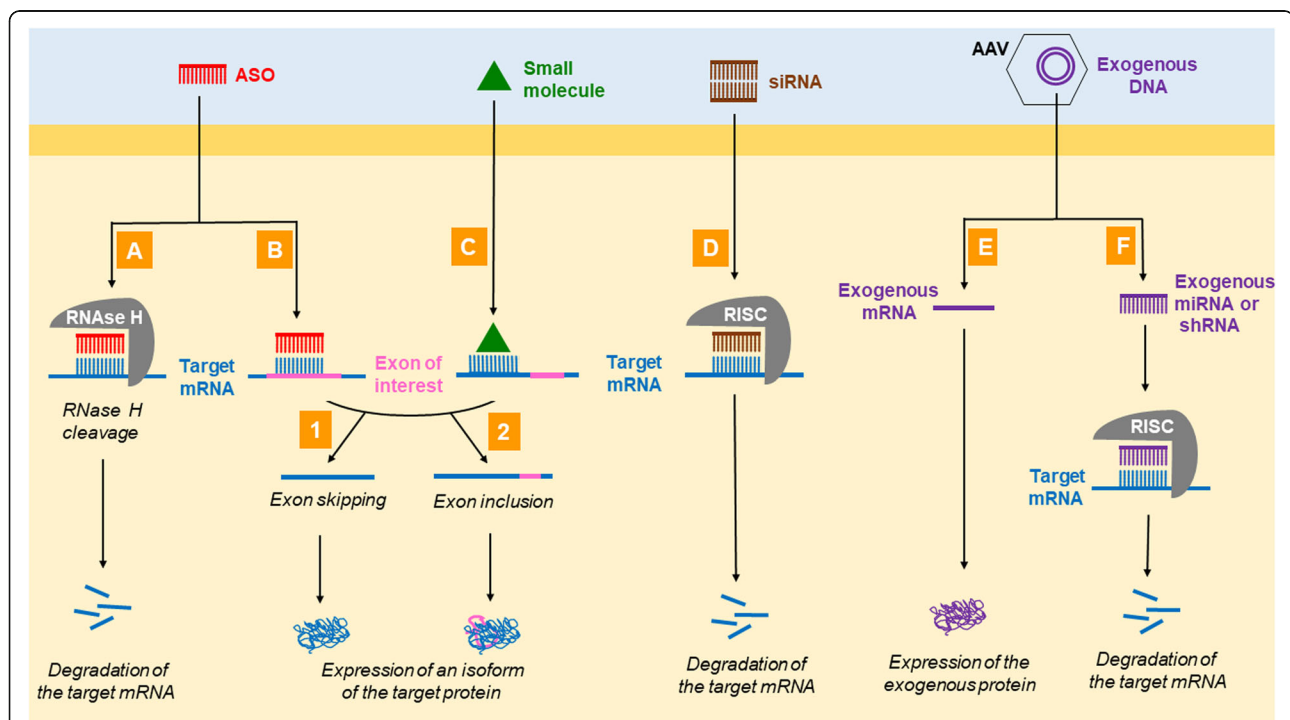 ASO
Small
molecule
siRNA
AAV
Exogenous
DNA
A
B
C
D
E
F
RNAse H
Target
mRNA
Exon of
interest
Target
mRNA
RISC
Exogenous
mRNA
Exogenous
miRNA or
shRNA
RNase H
cleavage
1
2
Exon skipping
Exon inclusion
RISC
Target
mRNA
Degradation of
the target mRNA
Expression of an isoform
of the target protein
Degradation of
the target mRNA
Expression of the
exogenous protein
Degradation of
the target mRNA